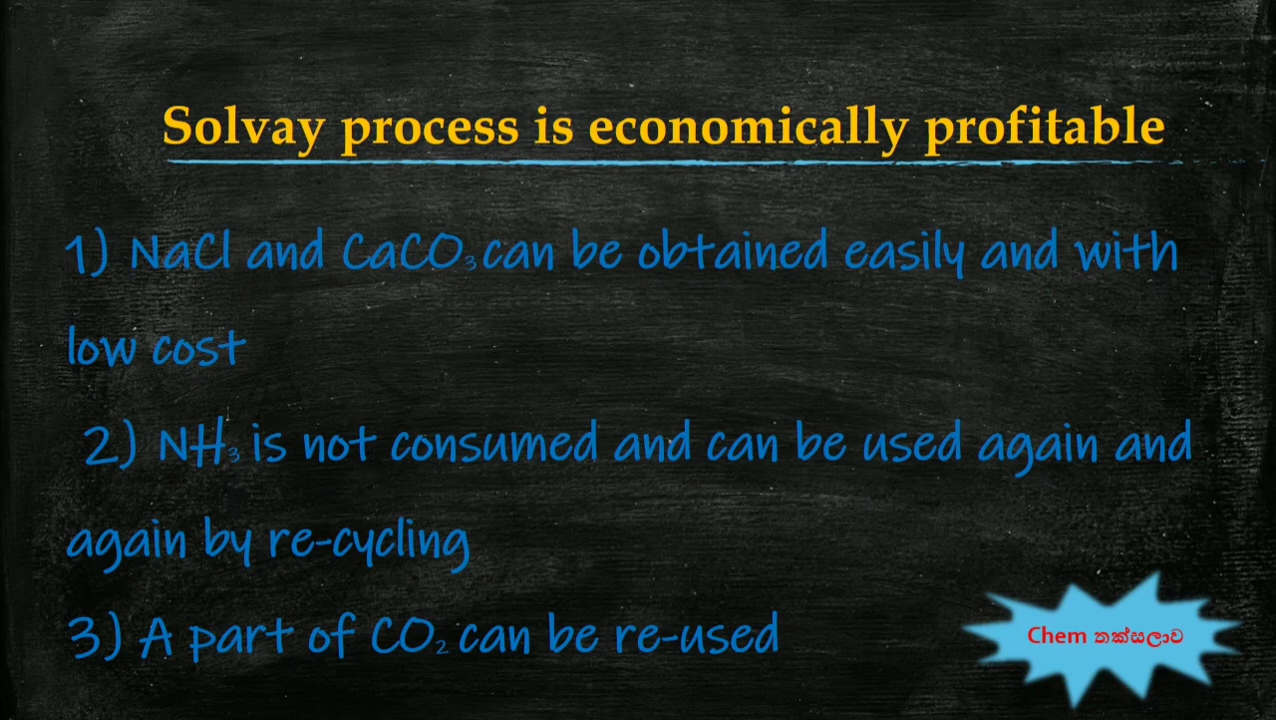 Solvay process is economically profitable
1) NaCl and CaCO₃ can be obtained easily and with
low cost
2) NH₃ is not consumed and can be used again and
again by re-cycling
3) A part of CO₂ can be re-used
Chem තක්සලාව